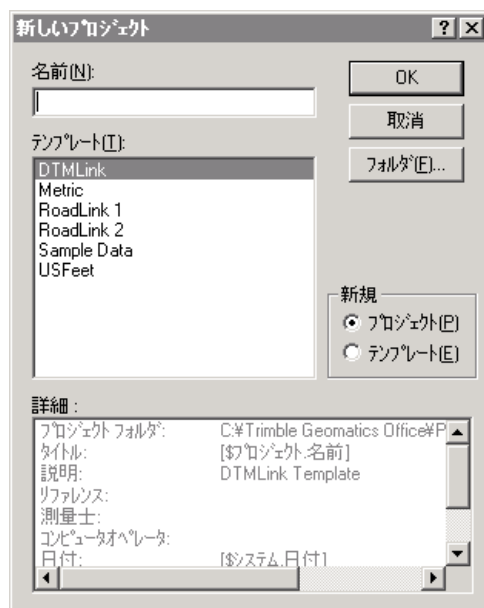 新しいプロジェクト
名前(N):
OK
取消
フォルダ(F)...
テンプレート(T):
DTMLink
Metric
RoadLink 1
RoadLink 2
Sample Data
USFeet
新規
プロジェクト(P)
テンプレート(E)
詳細 :
プロジェクト フォルダ: C:¥Trimble Geomatics Office¥P
タイトル: [$プロジェクト.名前]
説明: DTMLink Template
リファレンス:
測量士:
コンピュータオペレータ:
日付: [$システム.日付]